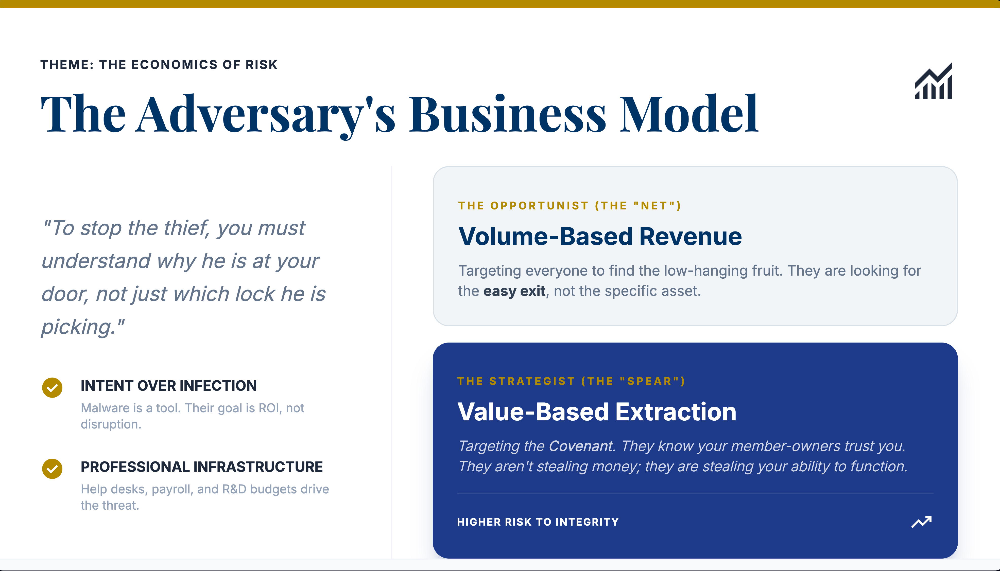 THEME: THE ECONOMICS OF RISK
The Adversary's Business Model
"To stop the thief, you must
understand why he is at your
door, not just which lock he is
picking."
INTENT OVER INFECTION
Malware is a tool. Their goal is ROI, not
disruption.
PROFESSIONAL INFRASTRUCTURE
Help desks, payroll, and R&D budgets drive
the threat.
THE OPPORTUNIST (THE "NET")
Volume-Based Revenue
Targeting everyone to find the low-hanging fruit. They are looking for
the easy exit, not the specific asset.
THE STRATEGIST (THE "SPEAR")
Value-Based Extraction
Targeting the Covenant. They know your member-owners trust you.
They aren't stealing money; they are stealing your ability to function.
HIGHER RISK TO INTEGRITY